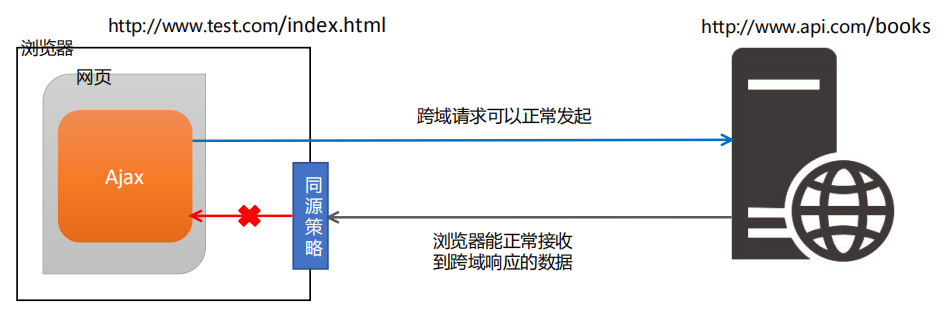 http://www.test.com/index.html
http://www.api.com/books
浏览器
网页
跨域请求可以正常发起
Ajax
同
源
策
略
浏览器能正常接收
到跨域响应的数据